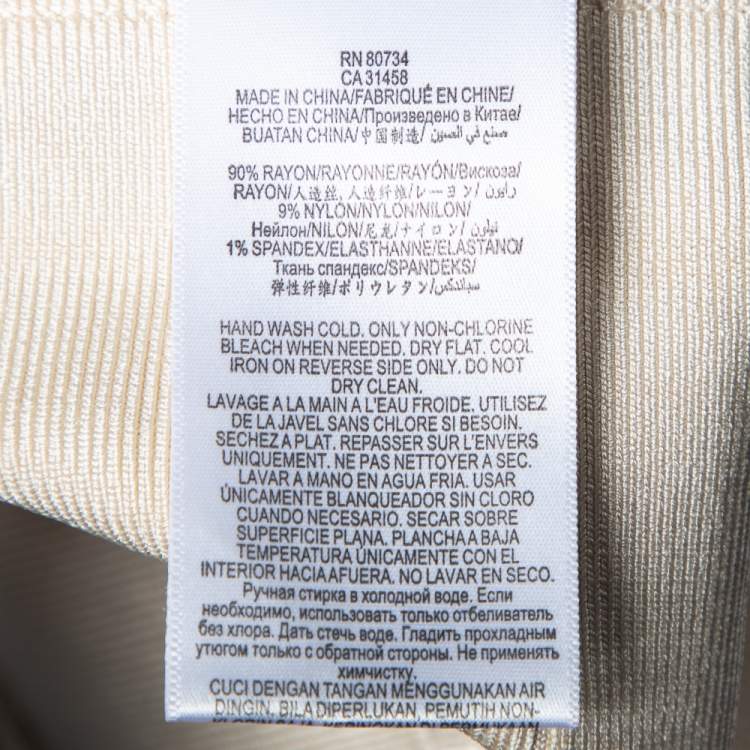 RN 80734
CA 31458
MADE IN CHINA/FABRIQUÉ EN CHINE/
HECHO EN CHINA/Произведено в Китае/
BUATAN CHINA/中国制造/ صنع في الصين
90% RAYON/RAYONNE/RAYÓN/Вискоза/
RAYON/人造丝, 人造纤维/レーヨン/ رايون
9% NYLON/NYLON/NILON/
Нейлон/NILON/尼龙/ナイロン/ نيلون
1% SPANDEX/ELASTHANNE/ELASTANO/
Ткань спандекс/SPANDEKS/
弹性纤维/ポリウレタン/ سباندكس
HAND WASH COLD. ONLY NON-CHLORINE
BLEACH WHEN NEEDED. DRY FLAT. COOL
IRON ON REVERSE SIDE ONLY. DO NOT
DRY CLEAN.
LAVAGE A LA MAIN A L'EAU FROIDE. UTILISEZ
DE LA JAVEL SANS CHLORE SI BESOIN.
SECHEZ A PLAT. REPASSER SUR L'ENVERS
UNIQUEMENT. NE PAS NETTOYER A SEC.
LAVAR A MANO EN AGUA FRIA. USAR
ÚNICAMENTE BLANQUEADOR SIN CLORO
CUANDO NECESARIO. SECAR SOBRE
SUPERFICIE PLANA. PLANCHA A BAJA
TEMPERATURA ÚNICAMENTE CON EL
INTERIOR HACIA AFUERA. NO LAVAR EN SECO.
Ручная стирка в холодной воде. Если
необходимо, использовать только отбеливатель
без хлора. Дать стечь воде. Гладить прохладным
утюгом только с обратной стороны. Не применять
химчистку.
CUCI DENGAN TANGAN MENGGUNAKAN AIR
DINGIN. BILA DIPERLUKAN, PEMUTIH NON-